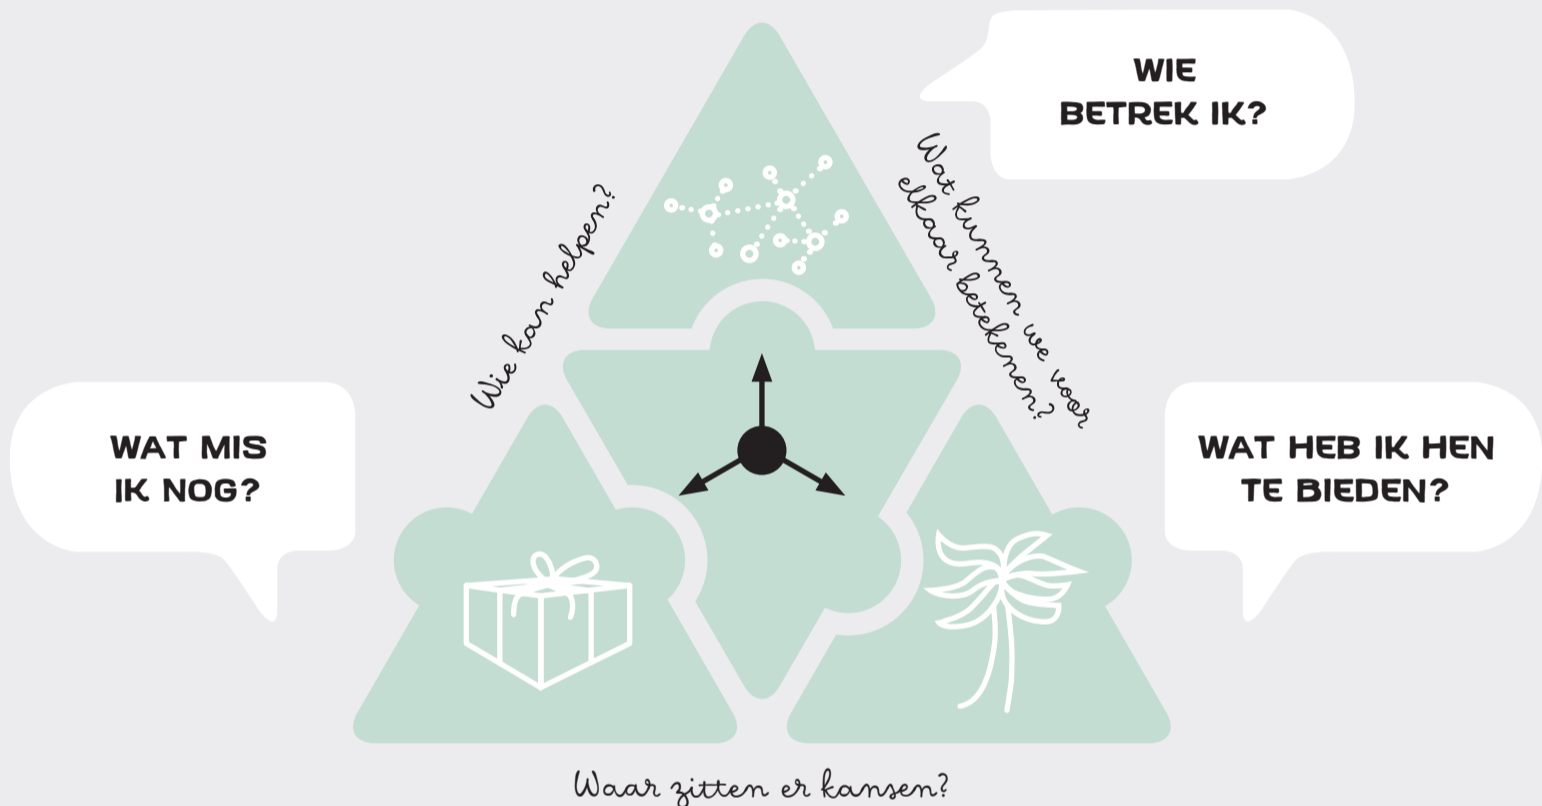 WIE
BETREK IK?
Wie kan helpen?
Wat kunnen we voor
elkaar betekenen?
WAT MIS
IK NOG?
WAT HEB IK HEN
TE BIEDEN?
Waar zitten er kansen?